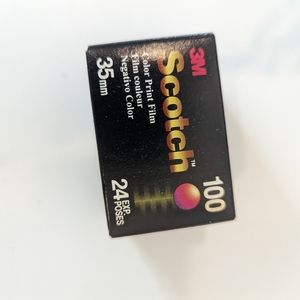 3M
Scotch™ 100
Color Print Film
Film couleur
Negativo Color
35mm
24 EXP.
POSES